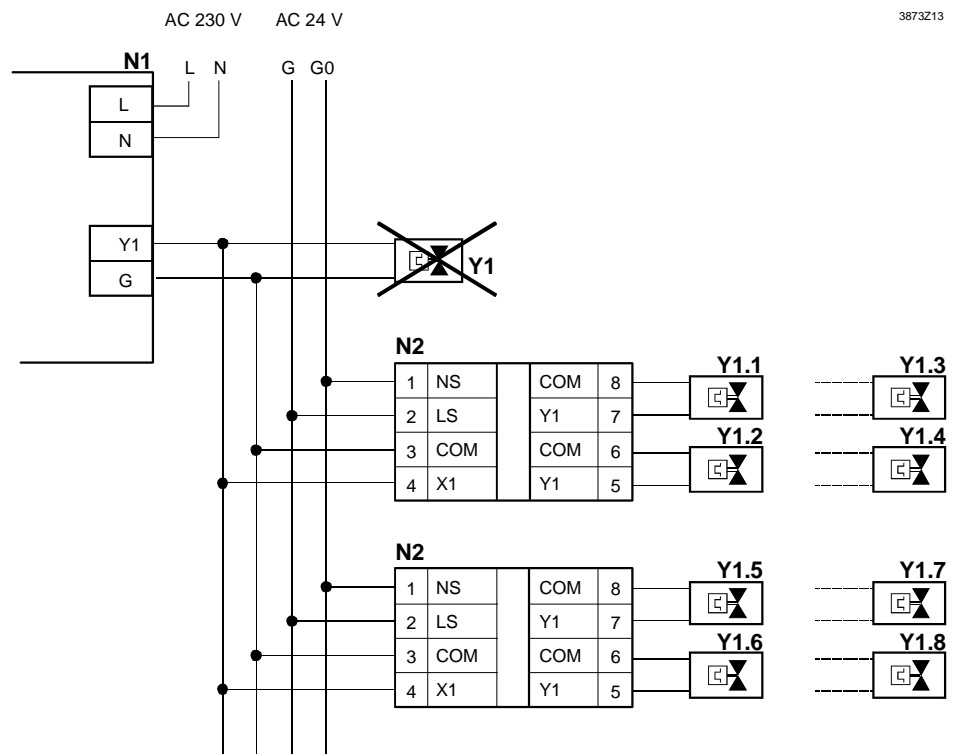 AC 230 V AC 24 V
3873Z13
N1
L N G G0
L
N
Y1
G
Y1
N2
1 NS COM 8
2 LS Y1 7
3 COM COM 6
4 X1 Y1 5
Y1.1 Y1.3
Y1.2 Y1.4
N2
1 NS COM 8
2 LS Y1 7
3 COM COM 6
4 X1 Y1 5
Y1.5 Y1.7
Y1.6 Y1.8